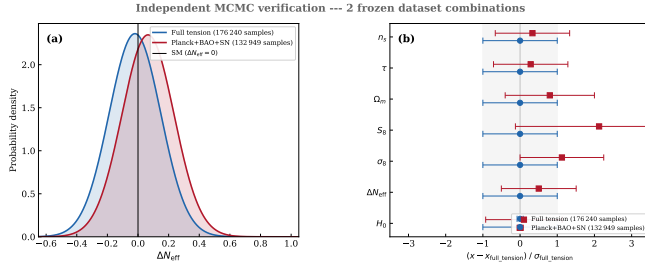 Independent MCMC verification --- 2 frozen dataset combinations
(a)
Full tension (176 240 samples)
Planck+BAO+SN (132 949 samples)
SM (ΔN_eff = 0)
Probability density
0.0
0.5
1.0
1.5
2.0
−0.6 −0.4 −0.2 0.0 0.2 0.4 0.6 0.8 1.0
ΔN_eff
(b)
n_s
τ
Ω_m
S_8
σ_8
ΔN_eff
H_0
Full tension (176 240 samples)
Planck+BAO+SN (132 949 samples)
−3 −2 −1 0 1 2 3
(x − x_full_tension) / σ_full_tension